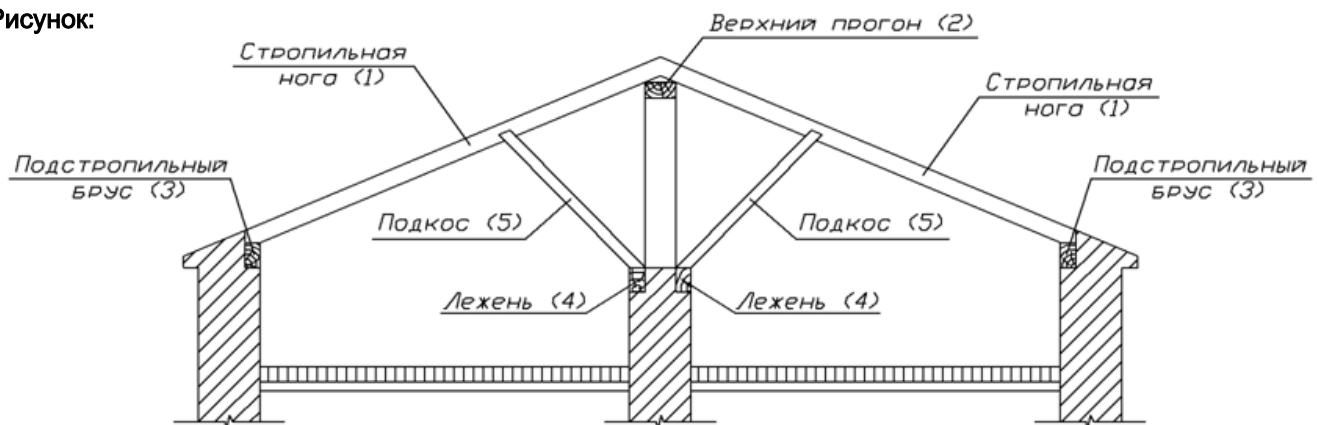 Рисунок:
Верхний прогон (2)
Стропильная
нога (1)
Стропильная
нога (1)
Подстропильный
брус (3)
Подстропильный
брус (3)
Подкос (5)
Подкос (5)
Лежень (4)
Лежень (4)